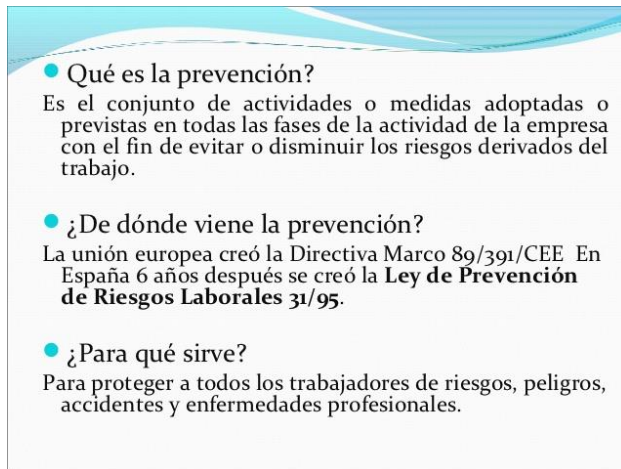 Qué es la prevención?
Es el conjunto de actividades o medidas adoptadas o
previstas en todas las fases de la actividad de la empresa
con el fin de evitar o disminuir los riesgos derivados del
trabajo.
¿De dónde viene la prevención?
La unión europea creó la Directiva Marco 89/391/CEE En
España 6 años después se creó la Ley de Prevención
de Riesgos Laborales 31/95.
¿Para qué sirve?
Para proteger a todos los trabajadores de riesgos, peligros,
accidentes y enfermedades profesionales.